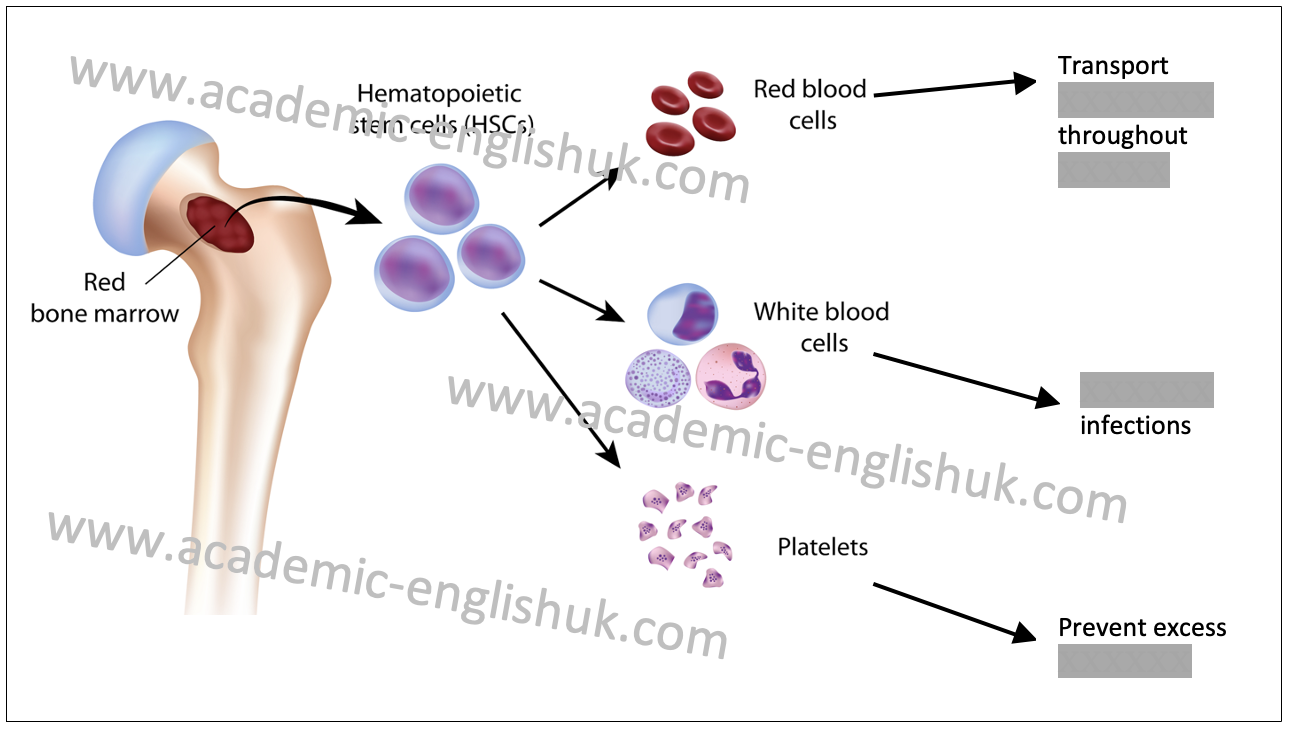 www.academic-englishuk.com
Hematopoietic
stem cells (HSCs)
Red blood
cells
Transport
throughout
Red
bone marrow
White blood
cells
infections
www.academic-englishuk.com
www.academic-englishuk.com
Platelets
Prevent excess